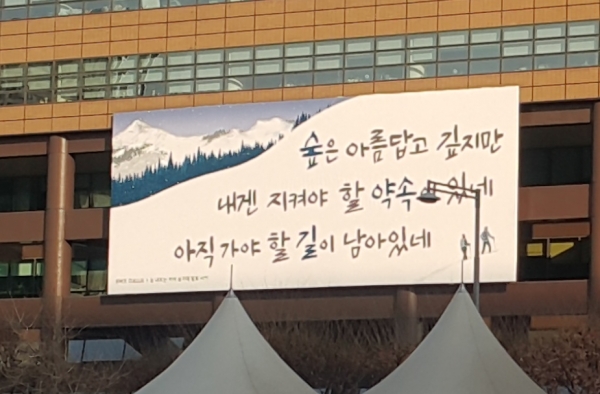 숲은 아름답고 깊지만
내겐 지켜야 할 약속이 있네
아직 가야 할 길이 남아있네